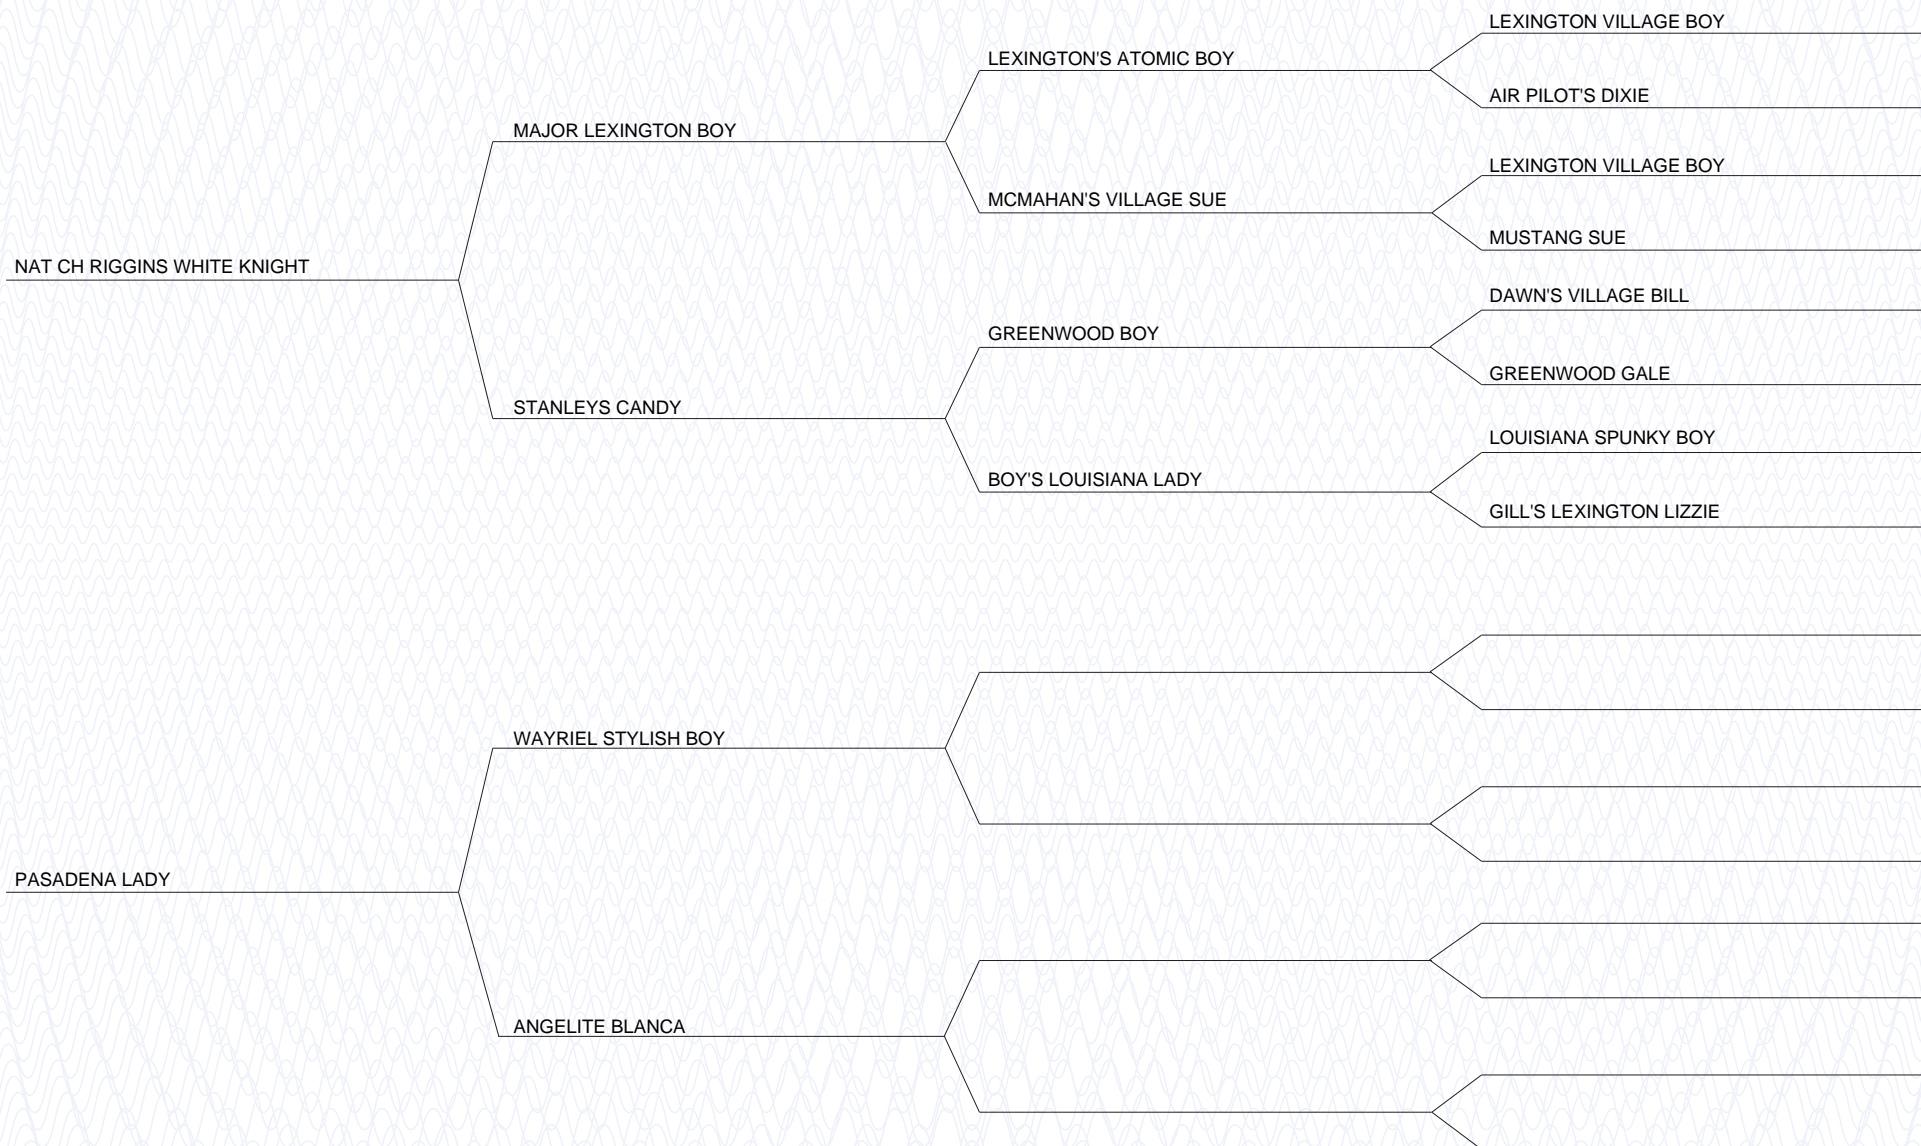 LEXINGTON VILLAGE BOY
LEXINGTON'S ATOMIC BOY
AIR PILOT'S DIXIE
MAJOR LEXINGTON BOY
LEXINGTON VILLAGE BOY
MCMAHAN'S VILLAGE SUE
MUSTANG SUE
NAT CH RIGGINS WHITE KNIGHT
DAWN'S VILLAGE BILL
GREENWOOD BOY
GREENWOOD GALE
STANLEYS CANDY
LOUISIANA SPUNKY BOY
BOY'S LOUISIANA LADY
GILL'S LEXINGTON LIZZIE
WAYRIEL STYLISH BOY
PASADENA LADY
ANGELITE BLANCA